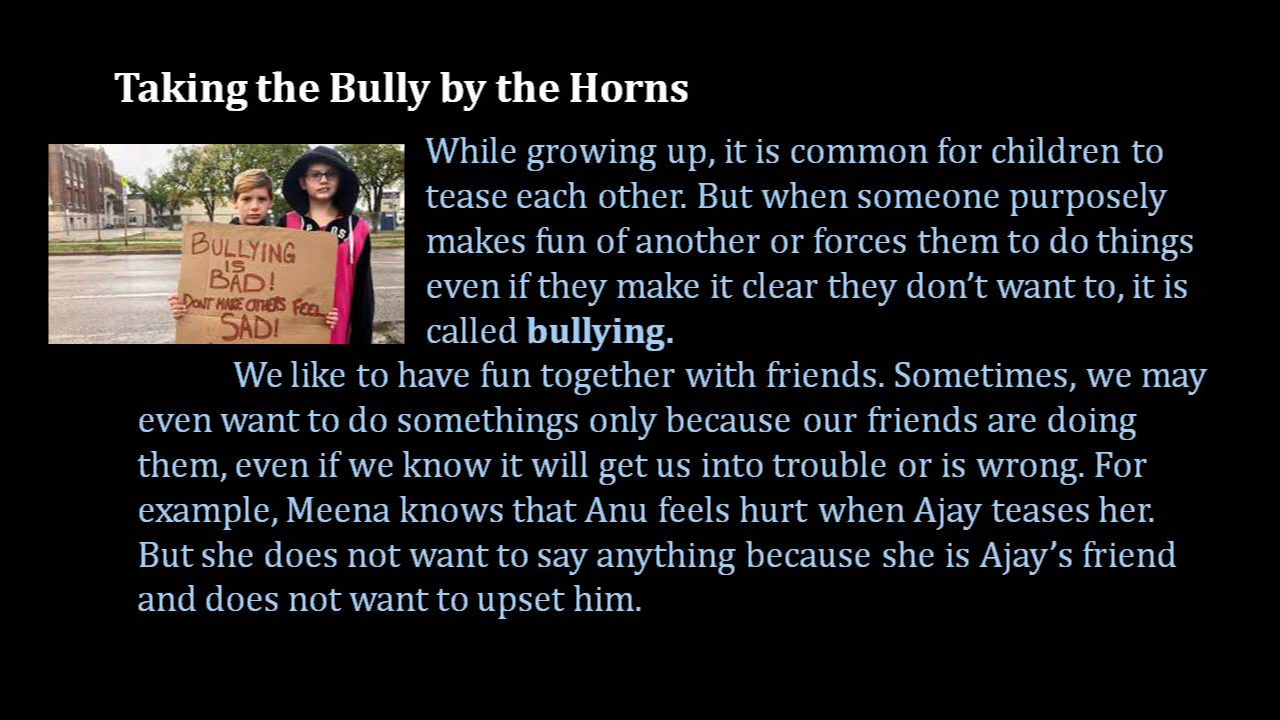 Taking the Bully by the Horns
BULLYING
IS
BAD!
DONT MAKE OTHERS FEEL
SAD!
While growing up, it is common for children to
tease each other. But when someone purposely
makes fun of another or forces them to do things
even if they make it clear they don’t want to, it is
called bullying.
We like to have fun together with friends. Sometimes, we may
even want to do somethings only because our friends are doing
them, even if we know it will get us into trouble or is wrong. For
example, Meena knows that Anu feels hurt when Ajay teases her.
But she does not want to say anything because she is Ajay’s friend
and does not want to upset him.